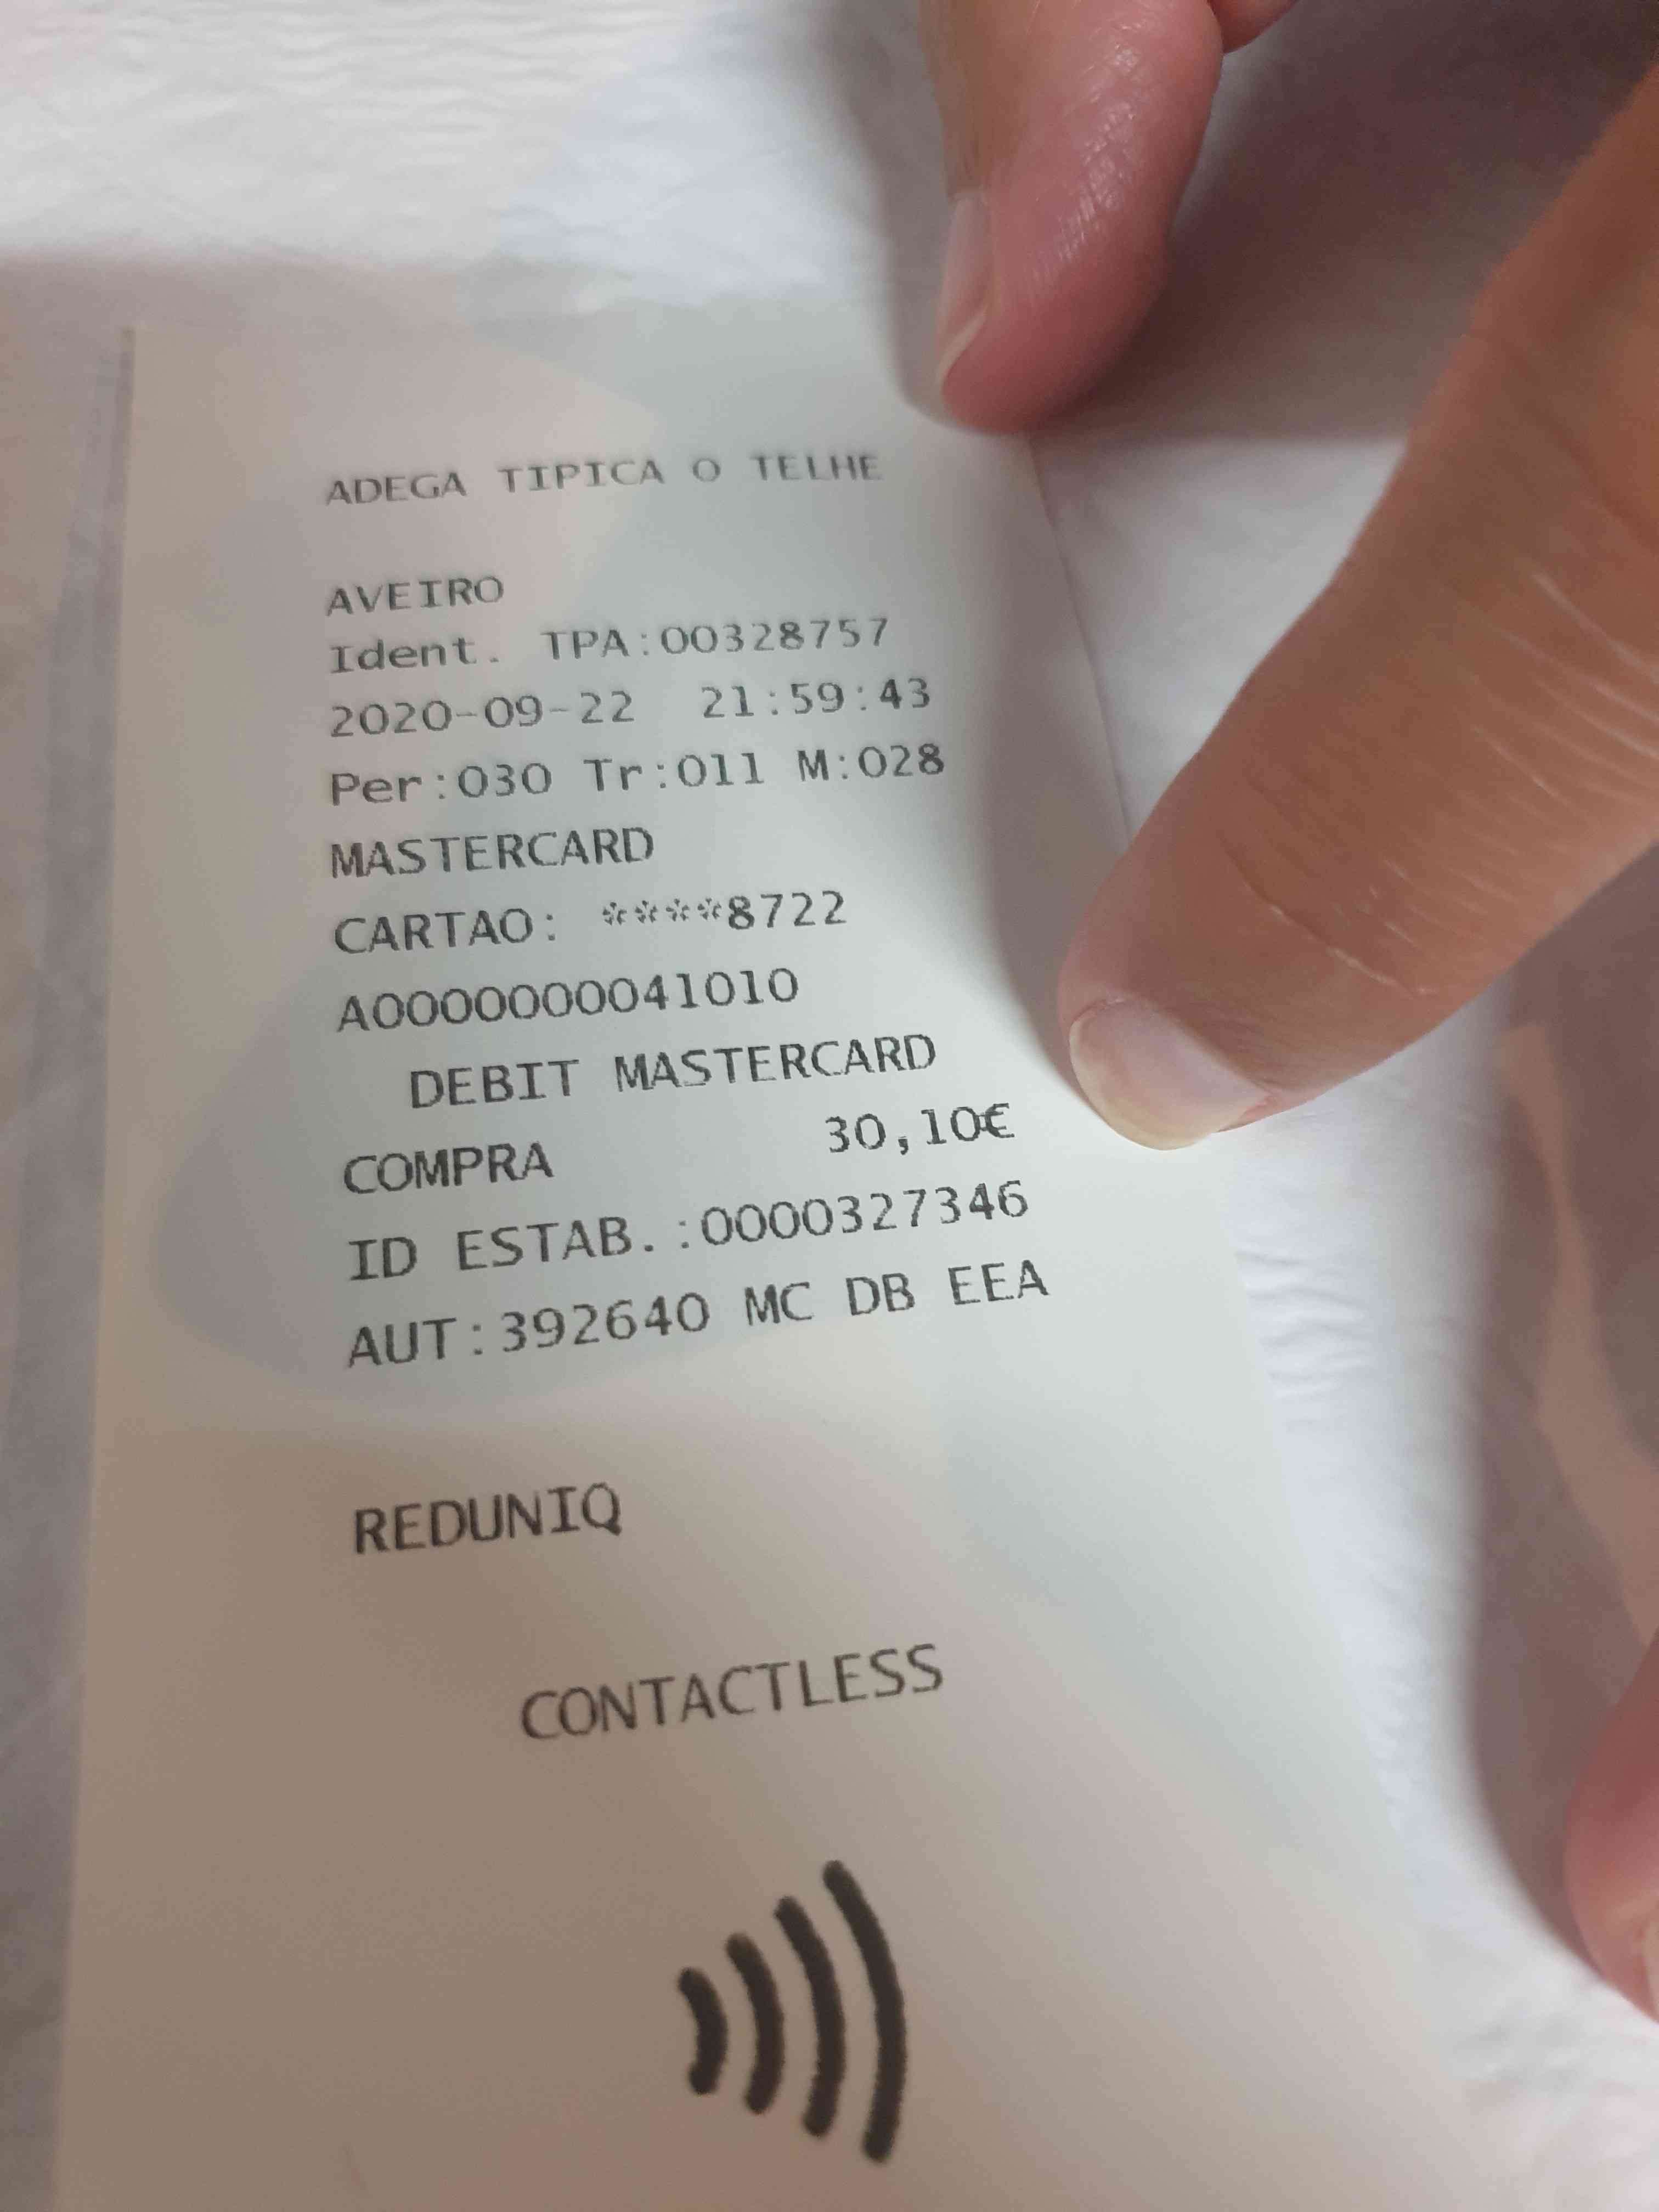 ADEGA TIPICA O TELHE
AVEIRO
Ident. TPA:00328757
2020-09-22 21:59:43
Per:030 Tr:011 M:028
MASTERCARD
CARTAO: ****8722
A0000000041010
DEBIT MASTERCARD
COMPRA 30,10€
ID ESTAB.:0000327346
AUT:392640 MC DB EEA
REDUNIQ
CONTACTLESS